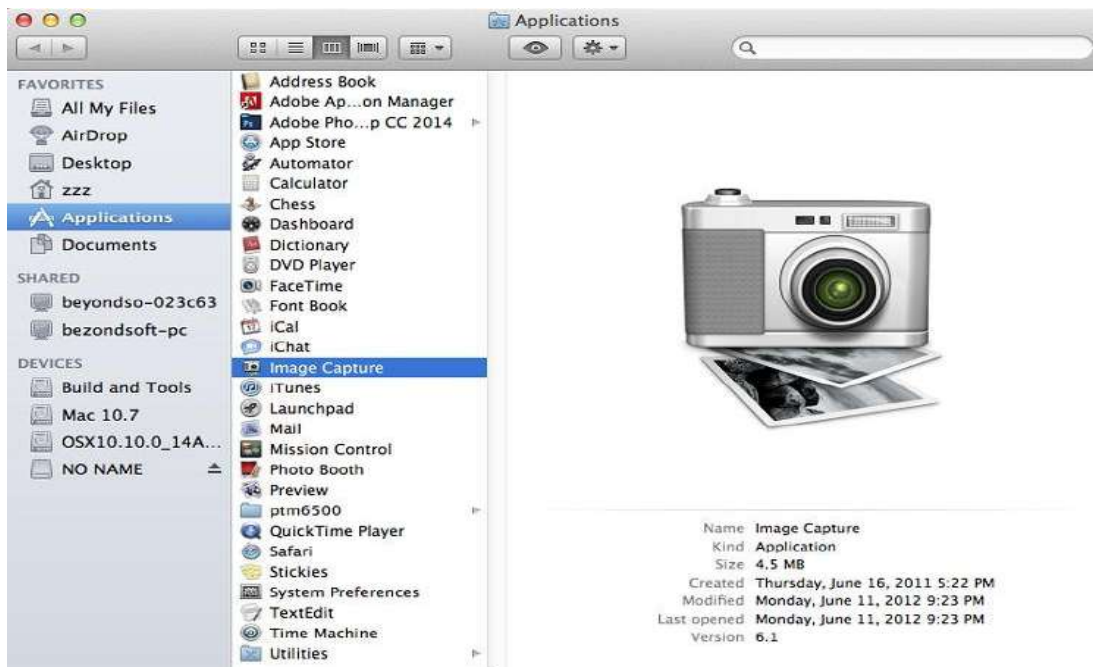 Applications
FAVORITES
All My Files
AirDrop
Desktop
zzz
Applications
Documents
SHARED
beyondso-023c63
bezondsoft-pc
DEVICES
Build and Tools
Mac 10.7
OSX10.10.0_14A...
NO NAME
Address Book
Adobe Ap...on Manager
Adobe Pho...p CC 2014
App Store
Automator
Calculator
Chess
Dashboard
Dictionary
DVD Player
FaceTime
Font Book
iCal
iChat
Image Capture
iTunes
Launchpad
Mail
Mission Control
Photo Booth
Preview
ptm6500
QuickTime Player
Safari
Stickies
System Preferences
TextEdit
Time Machine
Utilities
Name Image Capture
Kind Application
Size 4.5 MB
Created Thursday, June 16, 2011 5:22 PM
Modified Monday, June 11, 2012 9:23 PM
Last opened Monday, June 11, 2012 9:23 PM
Version 6.1